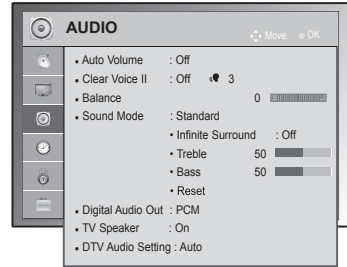 AUDIO
Move OK
• Auto Volume : Off
• Clear Voice II : Off 3
• Balance 0
• Sound Mode : Standard
• Infinite Surround : Off
• Treble 50
• Bass 50
• Reset
• Digital Audio Out : PCM
• TV Speaker : On
• DTV Audio Setting : Auto